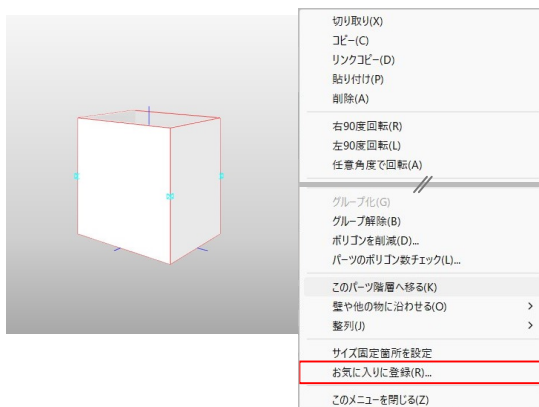 切り取り(X)
コピー(C)
リンクコピー(D)
貼り付け(P)
削除(A)
右90度回転(R)
左90度回転(L)
任意角度で回転(A)
グループ化(G)
グループ解除(B)
ポリゴンを削減(D)...
パーツのポリゴン数チェック(L)...
このパーツ階層へ移る(K)
壁や他の物に沿わせる(O)
整列(J)
サイズ固定箇所を設定
お気に入りに登録(R)...
このメニューを閉じる(Z)